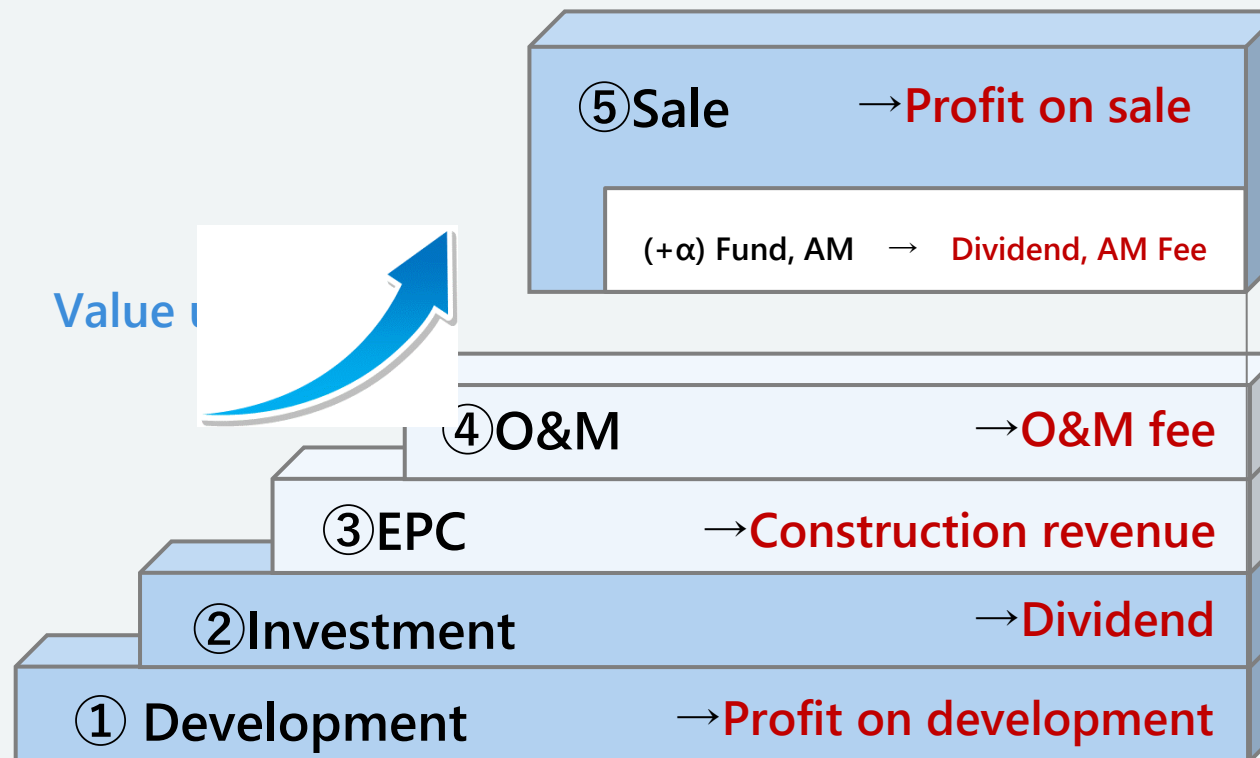 ⑤Sale →Profit on sale
(+α) Fund, AM → Dividend, AM Fee
Value
④O&M →O&M fee
③EPC →Construction revenue
②Investment →Dividend
① Development →Profit on development